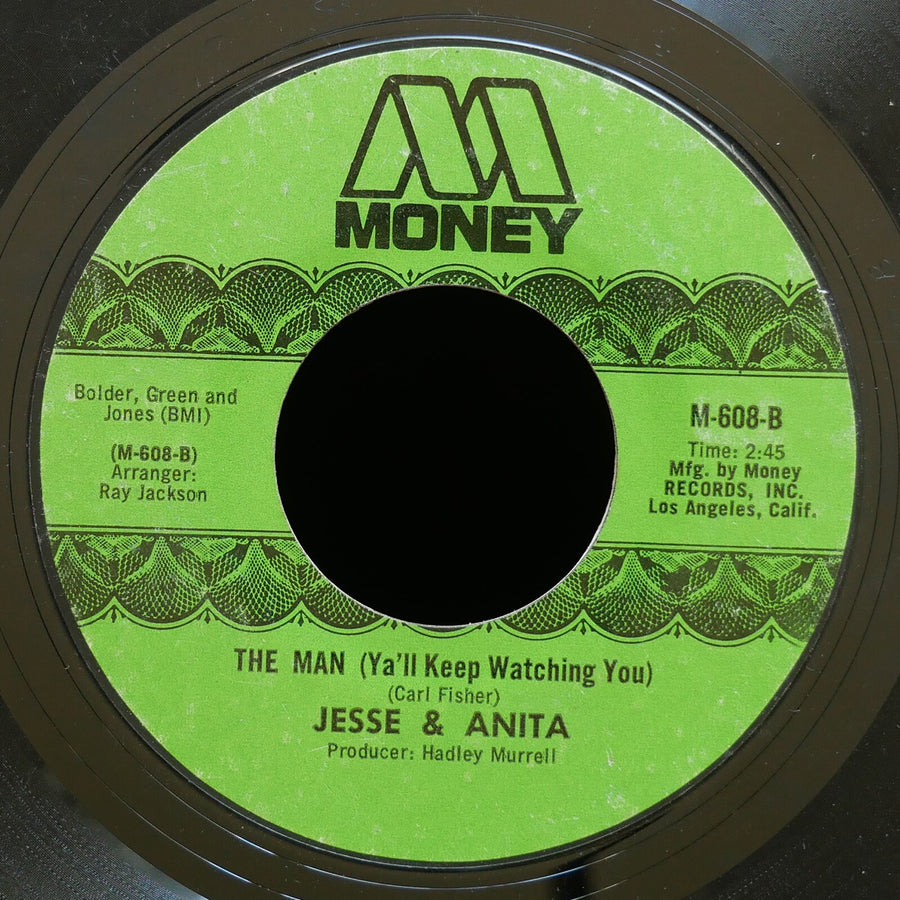 MONEY
Bolder, Green and
Jones (BMI)
(M-608-B)
Arranger:
Ray Jackson
M-608-B
Time: 2:45
Mfg. by Money
RECORDS, INC.
Los Angeles, Calif.
THE MAN (Ya'll Keep Watching You)
(Carl Fisher)
JESSE & ANITA
Producer: Hadley Murrell